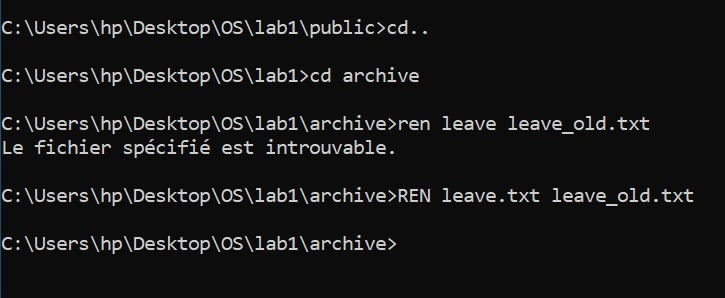 C:\Users\hp\Desktop\OS\lab1\public>cd..
C:\Users\hp\Desktop\OS\lab1>cd archive
C:\Users\hp\Desktop\OS\lab1\archive>ren leave leave_old.txt
Le fichier spécifié est introuvable.
C:\Users\hp\Desktop\OS\lab1\archive>REN leave.txt leave_old.txt
C:\Users\hp\Desktop\OS\lab1\archive>